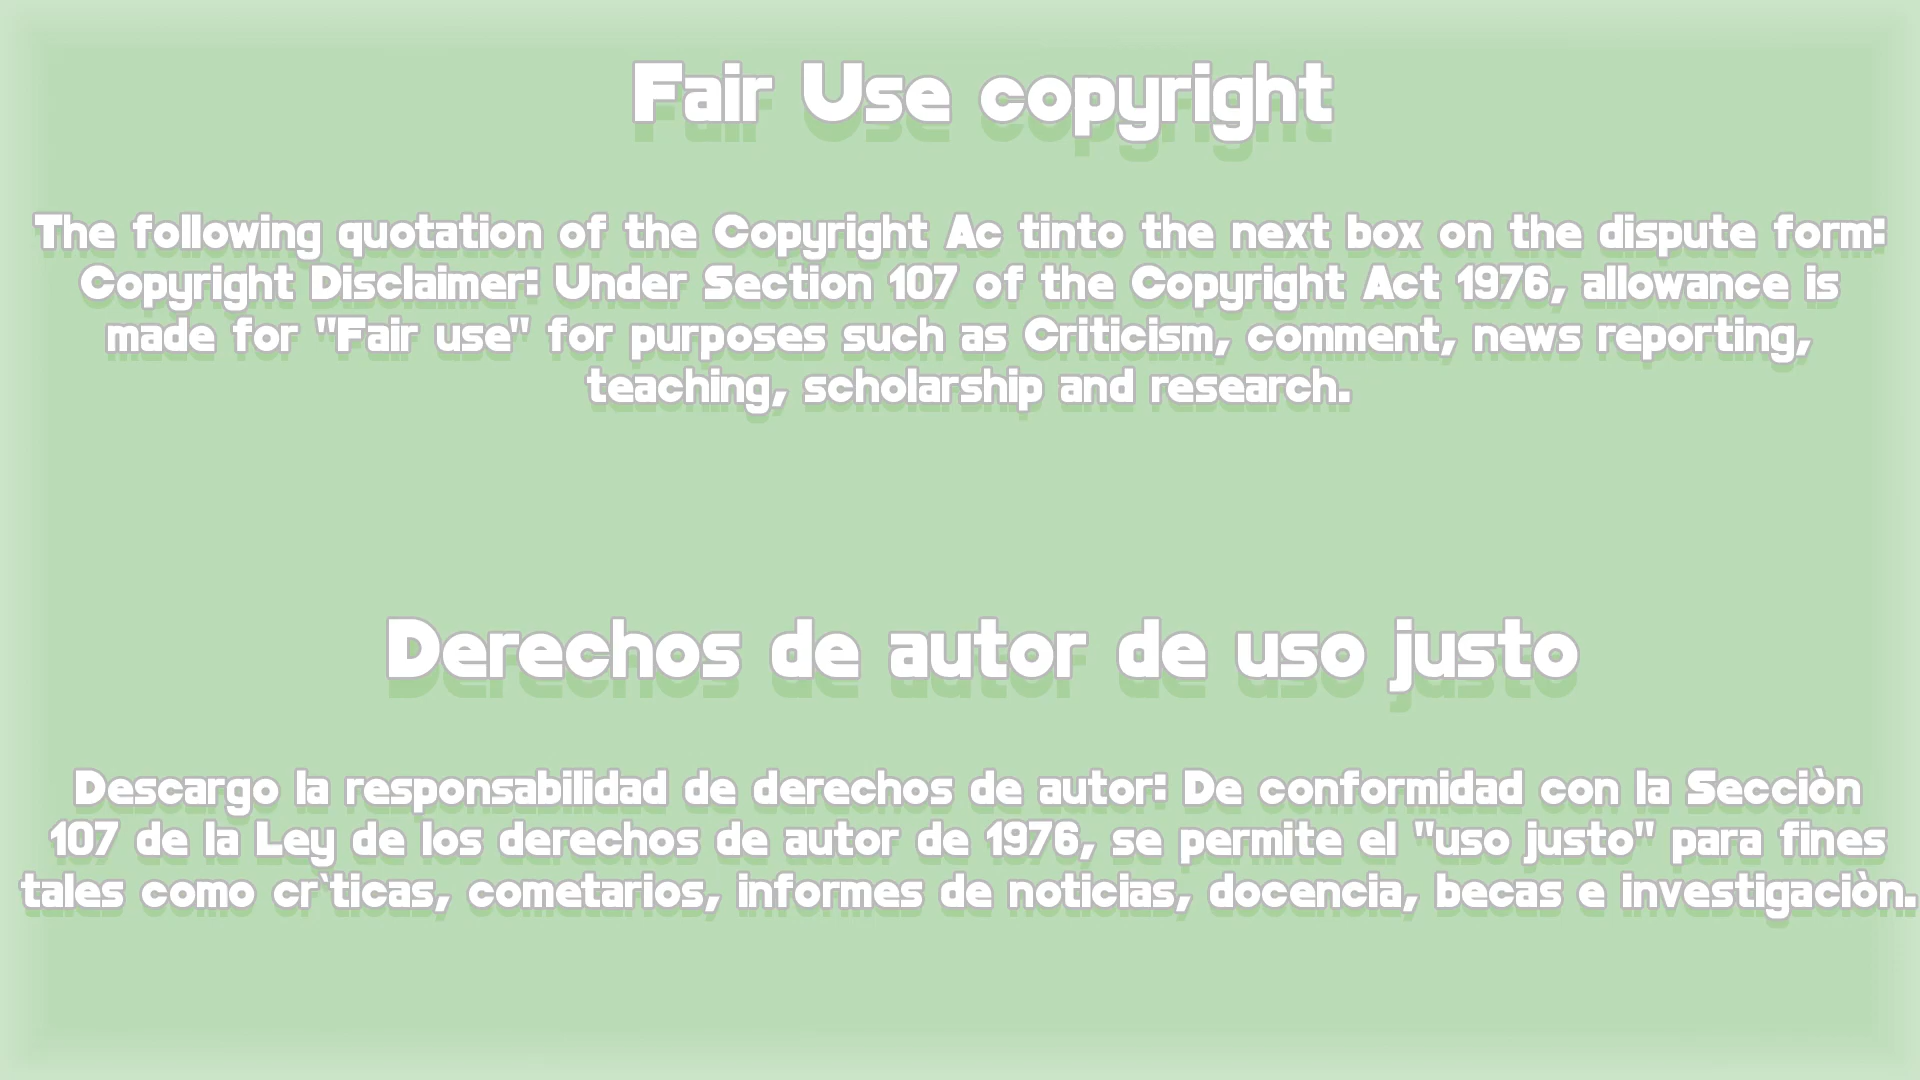 Fair Use copyright
The following quotation of the Copyright Ac tinto the next box on the dispute form:
Copyright Disclaimer: Under Section 107 of the Copyright Act 1976, allowance is
made for "Fair use" for purposes such as Criticism, comment, news reporting,
teaching, scholarship and research.
Derechos de autor de uso justo
Descargo la responsabilidad de derechos de autor: De conformidad con la Secciòn
107 de la Ley de los derechos de autor de 1976, se permite el "uso justo" para fines
tales como cr`ticas, cometarios, informes de noticias, docencia, becas e investigaciòn.